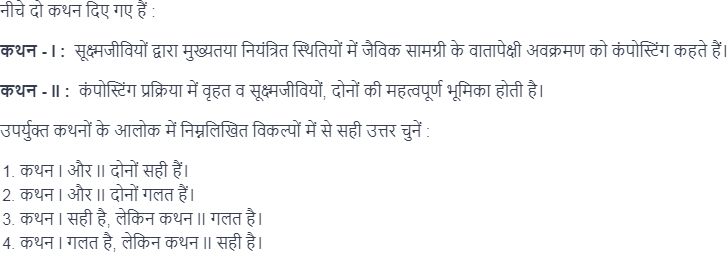 नीचे दो कथन दिए गए हैं :
कथन - I : सूक्ष्मजीवियों द्वारा मुख्यतया नियंत्रित स्थितियों में जैविक सामग्री के वातापेक्षी अवक्रमण को कंपोस्टिंग कहते हैं।
कथन - II : कंपोस्टिंग प्रक्रिया में वृहत व सूक्ष्मजीवियों, दोनों की महत्वपूर्ण भूमिका होती है।
उपर्युक्त कथनों के आलोक में निम्नलिखित विकल्पों में से सही उत्तर चुनें :
1. कथन I और II दोनों सही हैं।
2. कथन I और II दोनों गलत हैं।
3. कथन I सही है, लेकिन कथन II गलत है।
4. कथन I गलत है, लेकिन कथन II सही है।